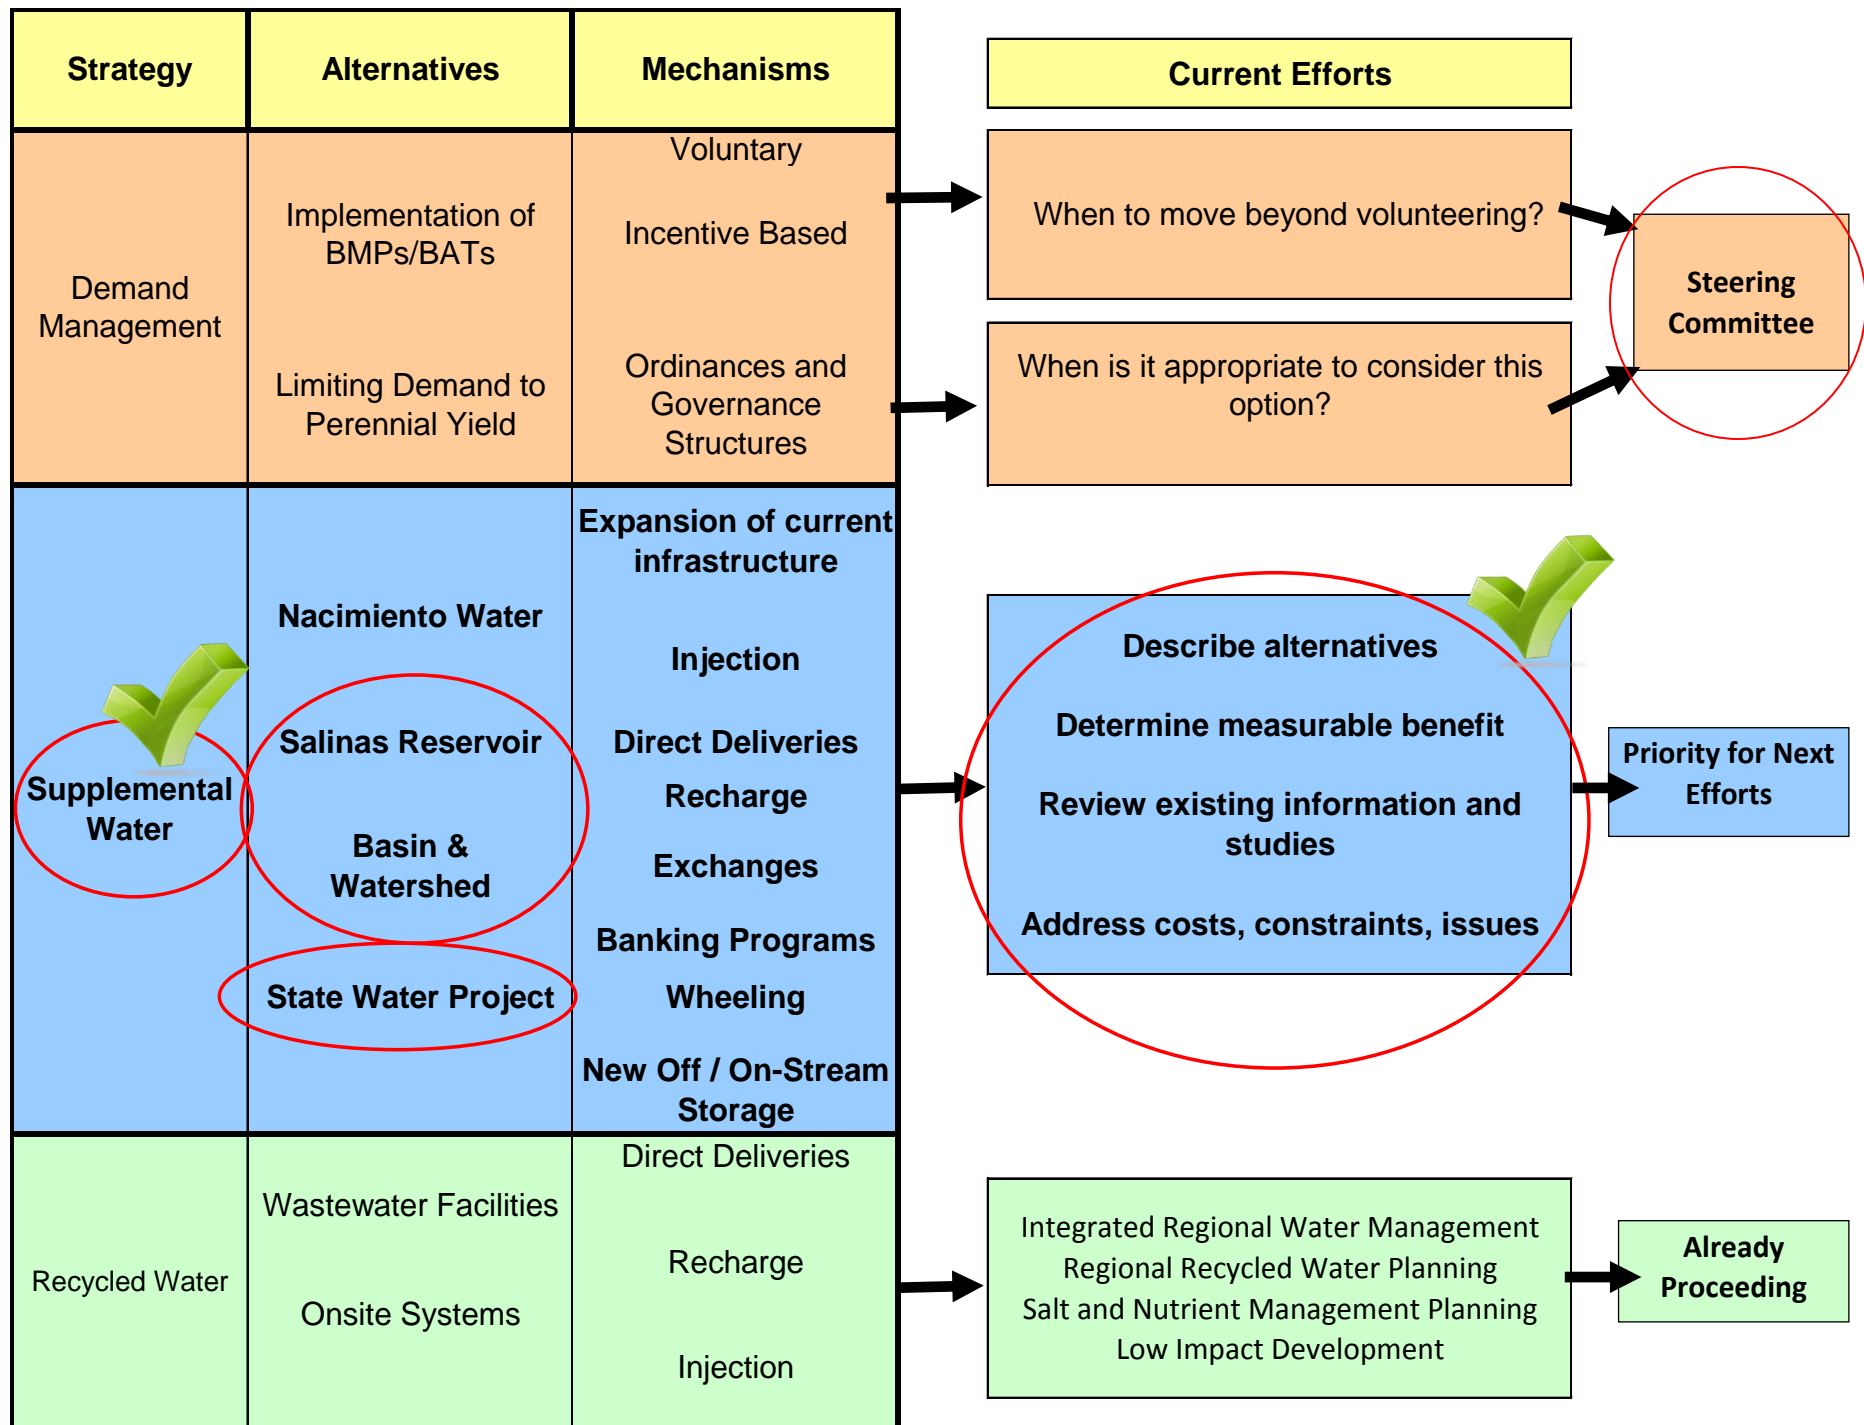 Strategy
Alternatives
Mechanisms
Current Efforts
Demand
Management
Implementation of
BMPs/BATs
Limiting Demand to
Perennial Yield
Voluntary
Incentive Based
Ordinances and
Governance
Structures
When to move beyond volunteering?
When is it appropriate to consider this
option?
Steering
Committee
Supplemental
Water
Nacimiento Water
Salinas Reservoir
Basin &
Watershed
State Water Project
Expansion of current
infrastructure
Injection
Direct Deliveries
Recharge
Exchanges
Banking Programs
Wheeling
New Off / On-Stream
Storage
Describe alternatives
Determine measurable benefit
Review existing information and
studies
Address costs, constraints, issues
Priority for Next
Efforts
Recycled Water
Wastewater Facilities
Onsite Systems
Direct Deliveries
Recharge
Injection
Integrated Regional Water Management
Regional Recycled Water Planning
Salt and Nutrient Management Planning
Low Impact Development
Already
Proceeding